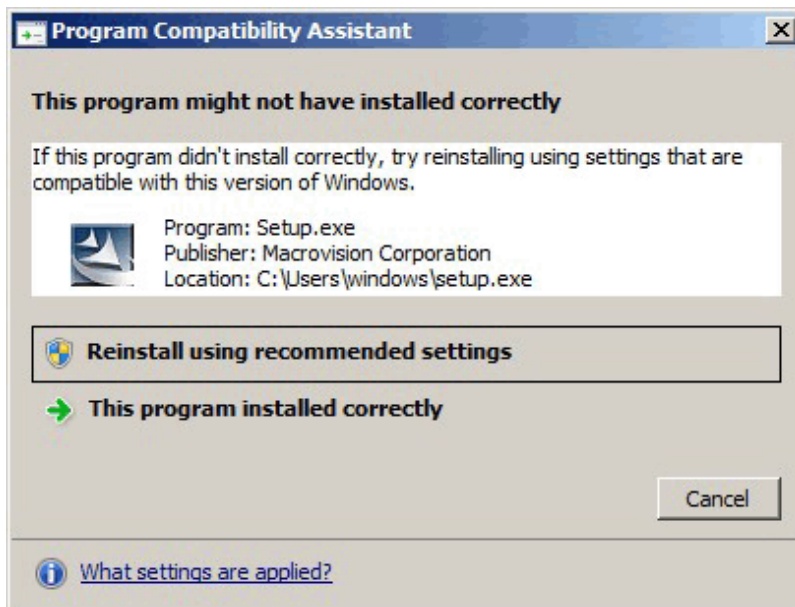 Program Compatibility Assistant
This program might not have installed correctly
If this program didn't install correctly, try reinstalling using settings that are
compatible with this version of Windows.
Program: Setup.exe
Publisher: Macrovision Corporation
Location: C:\Users\windows\setup.exe
Reinstall using recommended settings
This program installed correctly
Cancel
What settings are applied?